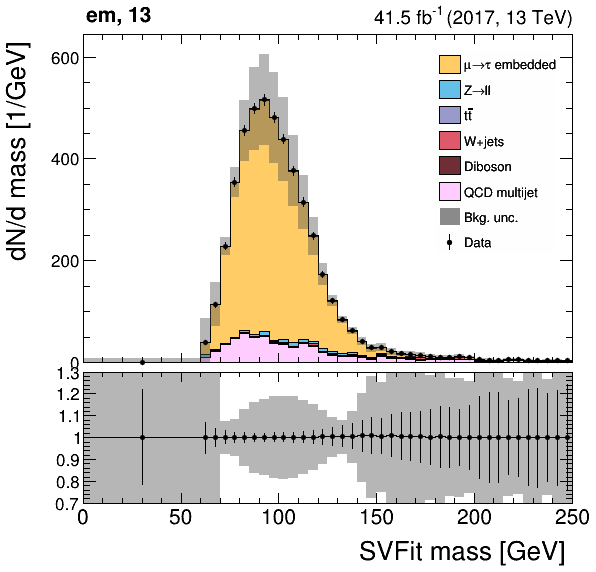 em, 13
41.5 fb⁻¹ (2017, 13 TeV)
dN/d mass [1/GeV]
600
400
200
0
μ→τ embedded
Z→ll
tt̅
W+jets
Diboson
QCD multijet
Bkg. unc.
Data
1.3
1.2
1.1
1
0.9
0.8
0.7
0 50 100 150 200 250
SVFit mass [GeV]